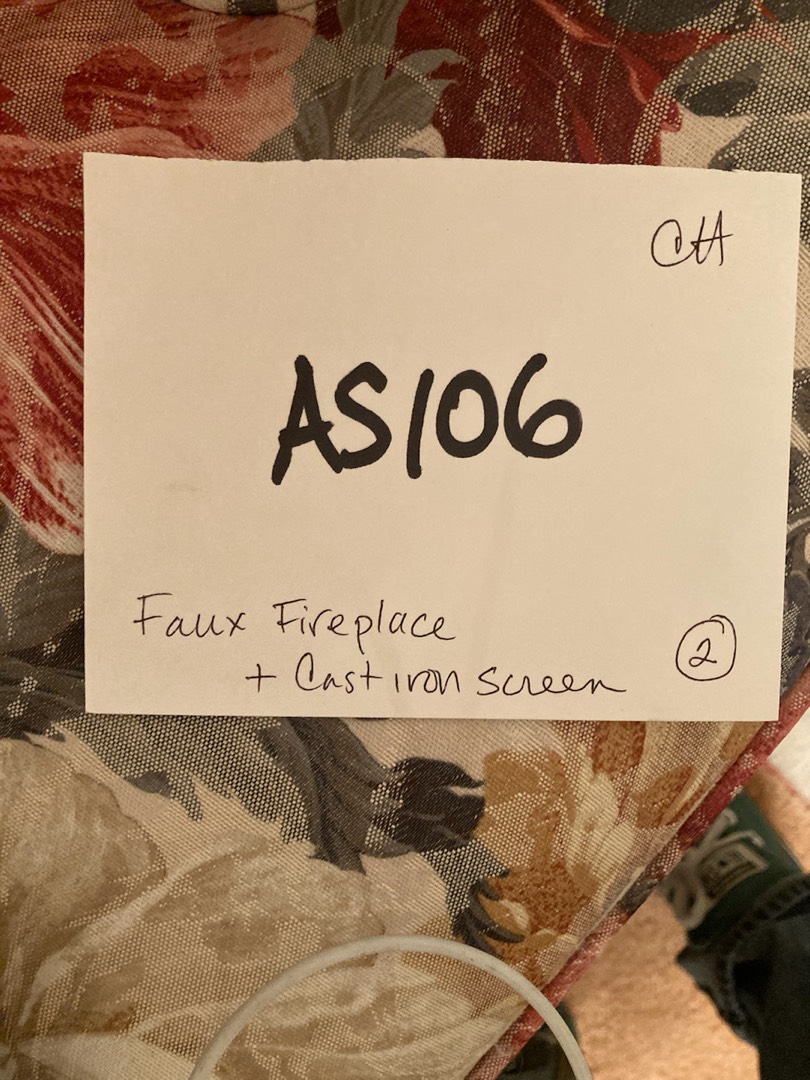 CH
AS106
Faux Fireplace
+ Cast iron screen
2